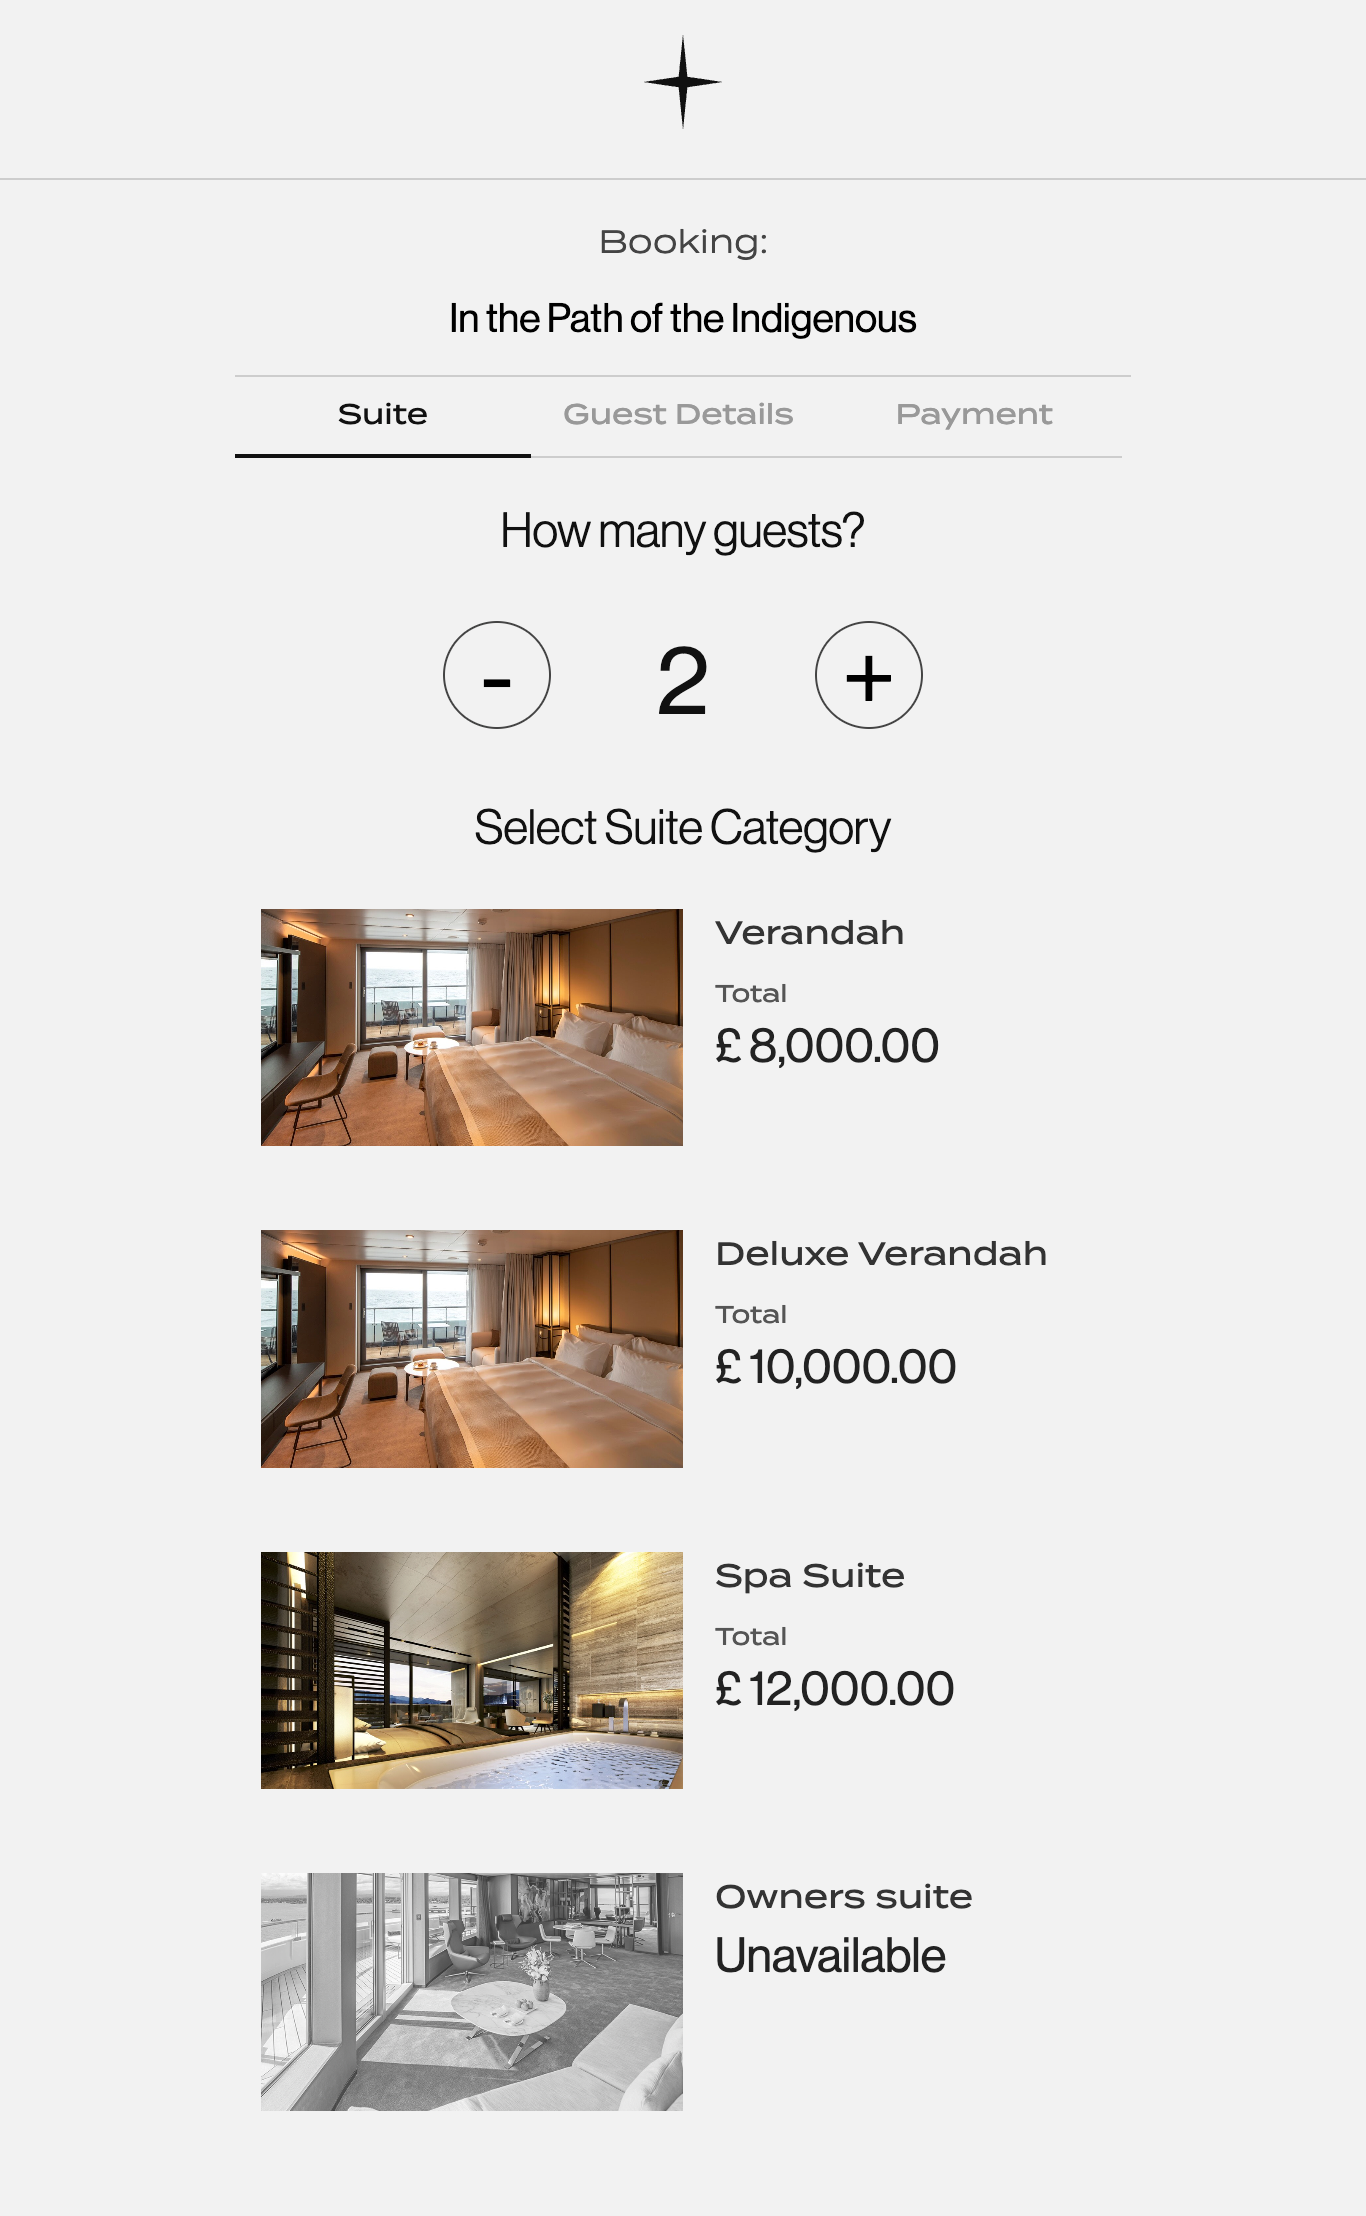 Booking:
In the Path of the Indigenous
Suite
Guest Details
Payment
How many guests?
- 2 +
Select Suite Category
Verandah
Total
£ 8,000.00
Deluxe Verandah
Total
£ 10,000.00
Spa Suite
Total
£ 12,000.00
Owners suite
Unavailable